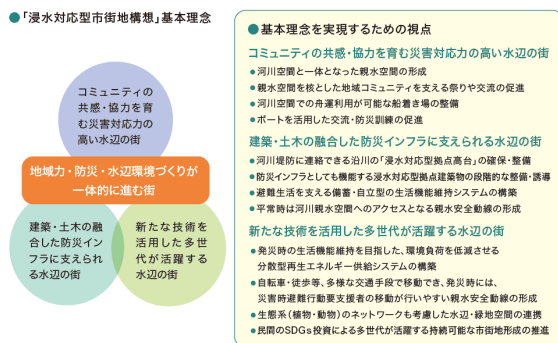 ●「浸水対応型市街地構想」基本理念
コミュニティの
共感・協力を育
む災害対応力の
高い水辺の街
地域力・防災・水辺環境づくりが
一体的に進む街
建築・土木の融
合した防災イン
フラに支えられ
る水辺の街
新たな技術を
活用した多世
代が活躍する
水辺の街
●基本理念を実現するための視点
コミュニティの共感・協力を育む災害対応力の高い水辺の街
●河川空間と一体となった親水空間の形成
●親水空間を核とした地域コミュニティを支える祭りや交流の促進
●河川空間での舟運利用が可能な船着き場の整備
●ボートを活用した交流・防災訓練の促進
建築・土木の融合した防災インフラに支えられる水辺の街
●河川堤防に連絡できる沿川の「浸水対応型拠点高台」の確保・整備
●防災インフラとしても機能する浸水対応型拠点建築物の段階的な整備・誘導
●避難生活を支える備蓄・自立型の生活機能維持システムの構築
●平常時は河川親水空間へのアクセスとなる親水安全動線の形成
新たな技術を活用した多世代が活躍する水辺の街
●発災時の生活機能維持を目指した、環境負荷を低減させる
分散型再生エネルギー供給システムの構築
●自転車・徒歩等、多様な交通手段で移動でき、発災時には、
災害時避難行動要支援者の移動が行いやすい親水安全動線の形成
●生態系(植物・動物)のネットワークも考慮した水辺・緑地空間の連携
●民間のSDGs投資による多世代が活躍する持続可能な市街地形成の推進